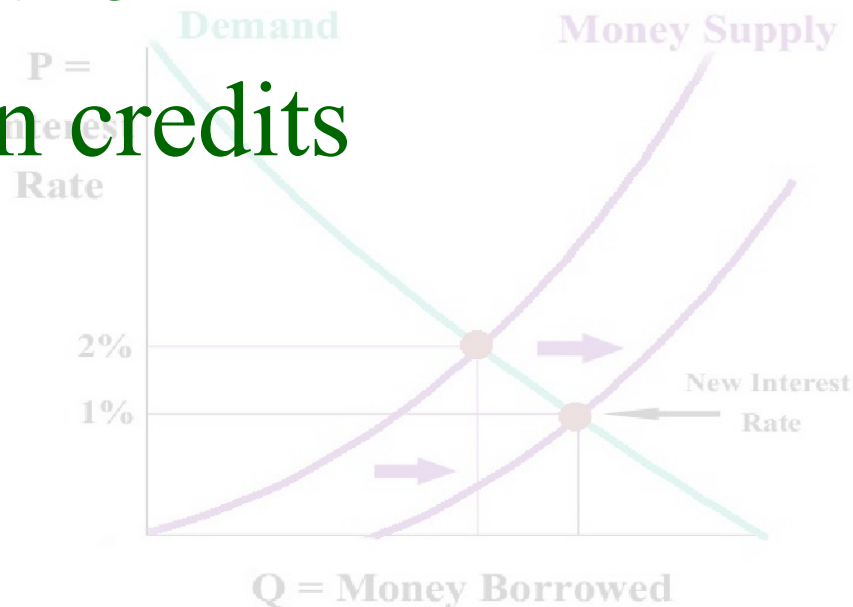 Demand
Money Supply
P =
n credits
Rate
2%
1%
New Interest
Rate
Q = Money Borrowed